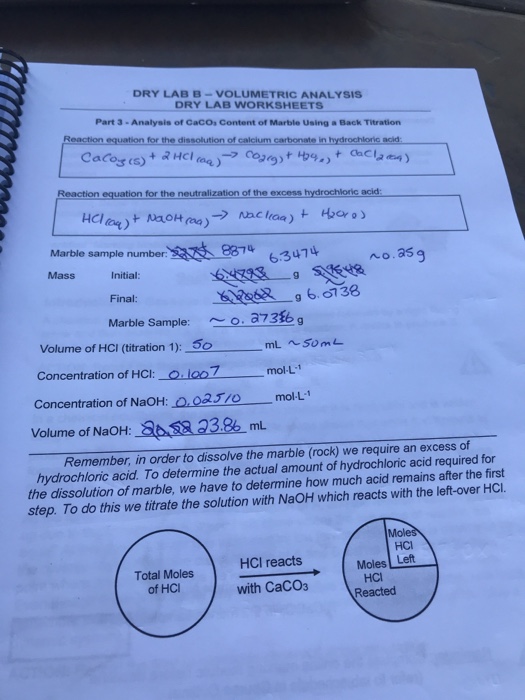 DRY LAB B – VOLUMETRIC ANALYSIS
DRY LAB WORKSHEETS
Part 3 - Analysis of CaCO₃ Content of Marble Using a Back Titration
Reaction equation for the dissolution of calcium carbonate in hydrochloric acid:
CaCO₃(s) + 2HCl(aq) → CO₂(g) + H₂O(l) + CaCl₂(aq)
Reaction equation for the neutralization of the excess hydrochloric acid:
HCl(aq) + NaOH(aq) → NaCl(aq) + H₂O(l)
Marble sample number: 8874
6.3474 ~0.25g
Mass Initial: g
Final: g 6.0738
Marble Sample: ~0.2736 g
Volume of HCl (titration 1): 50 mL ~50mL
Concentration of HCl: 0.1007 mol·L⁻¹
Concentration of NaOH: 0.02510 mol·L⁻¹
Volume of NaOH: 23.86 mL
Remember, in order to dissolve the marble (rock) we require an excess of
hydrochloric acid. To determine the actual amount of hydrochloric acid required for
the dissolution of marble, we have to determine how much acid remains after the first
step. To do this we titrate the solution with NaOH which reacts with the left-over HCl.
Total Moles
of HCl
HCl reacts
with CaCO₃
Moles
HCl
Left
Moles
HCl
Reacted